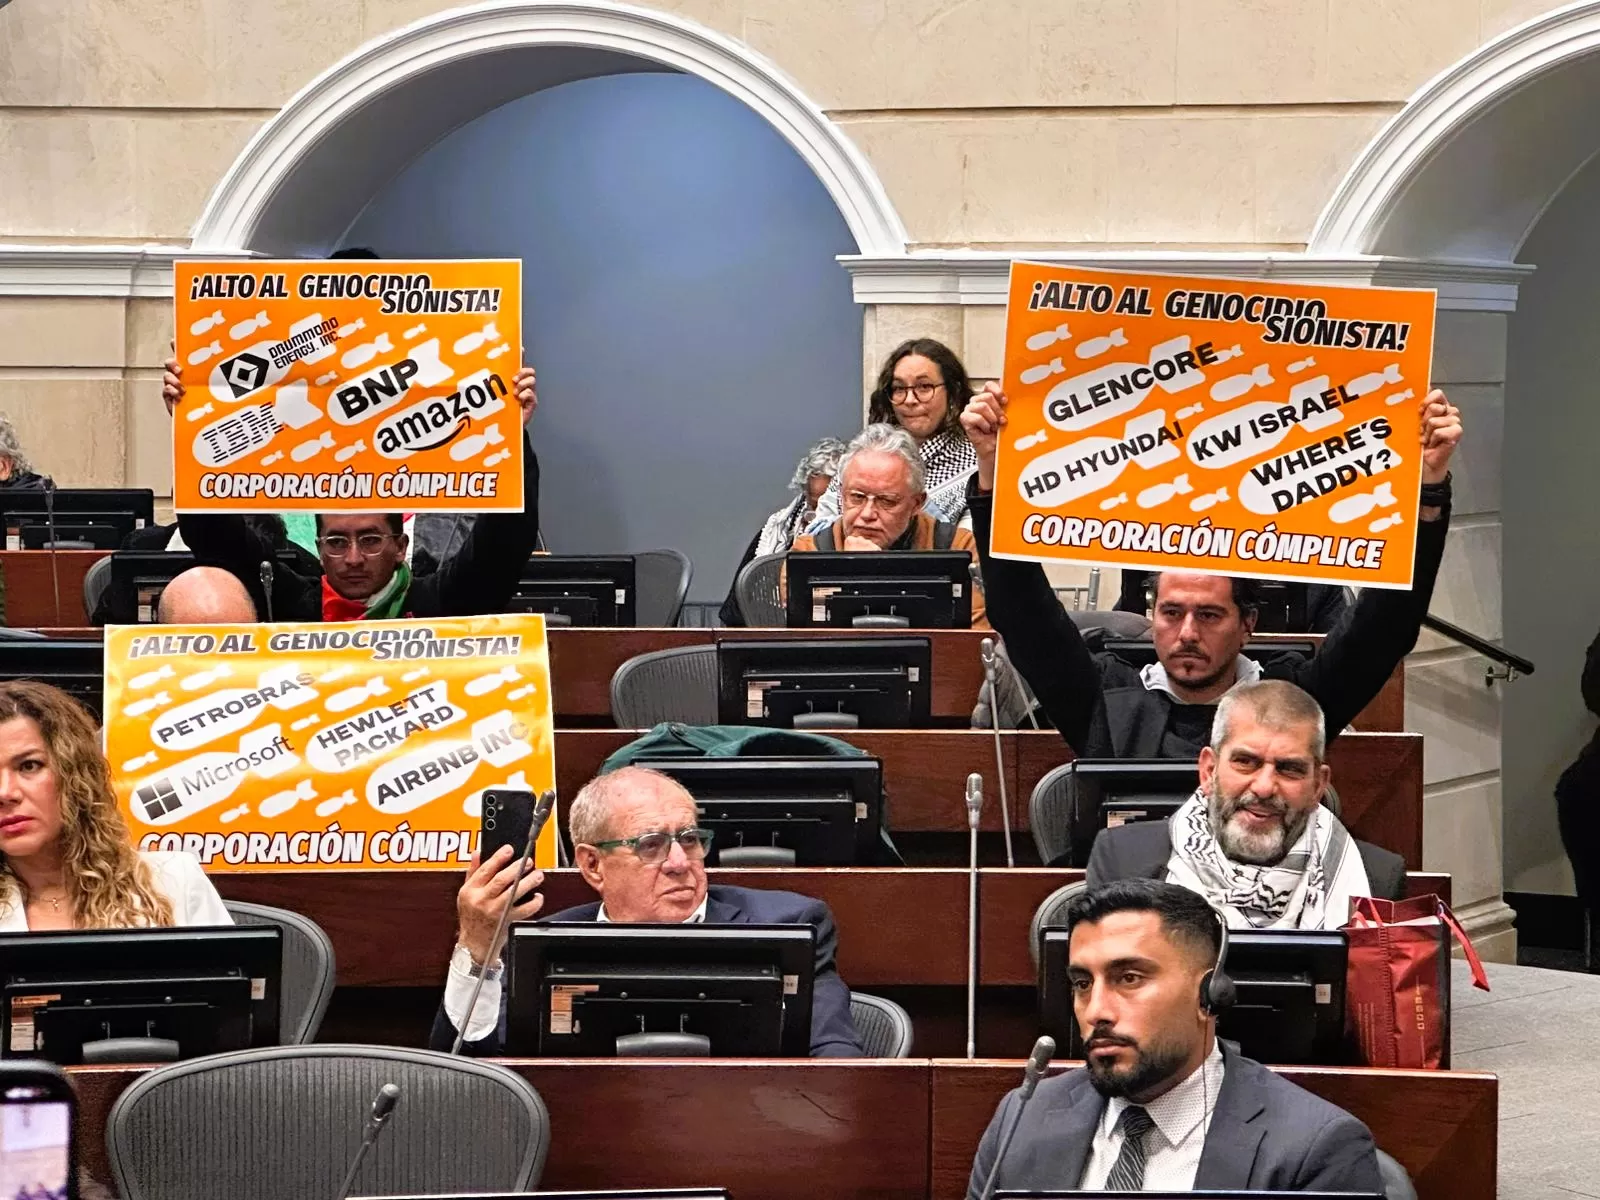 ¡ALTO AL GENOCIDIO
SIONISTA!
DRUMMOND
ENERGY, INC.
BNP
IBM
amazon
CORPORACIÓN CÓMPLICE
¡ALTO AL GENOCIDIO
SIONISTA!
GLENCORE
KW ISRAEL
HD HYUNDAI
WHERE'S
DADDY?
CORPORACIÓN CÓMPLICE
¡ALTO AL GENOCIDIO
SIONISTA!
PETROBRAS
HEWLETT
PACKARD
Microsoft
AIRBNB INC
CORPORACIÓN CÓMPL